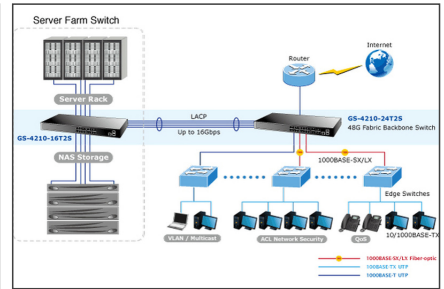 Server Farm Switch
Internet
Router
Server Rack
LACP
GS-4210-24T2S
Up to 16Gbps
48G Fabric Backbone Switch
GS-4210-16T2S
NAS Storage
1000BASE-SX/LX
Edge Switches
VLAN / Multicast
ACL Network Security
QoS
10/1000BASE-TX
1000BASE-SX/LX Fiber-optic
100BASE-TX UTP
1000BASE-T UTP